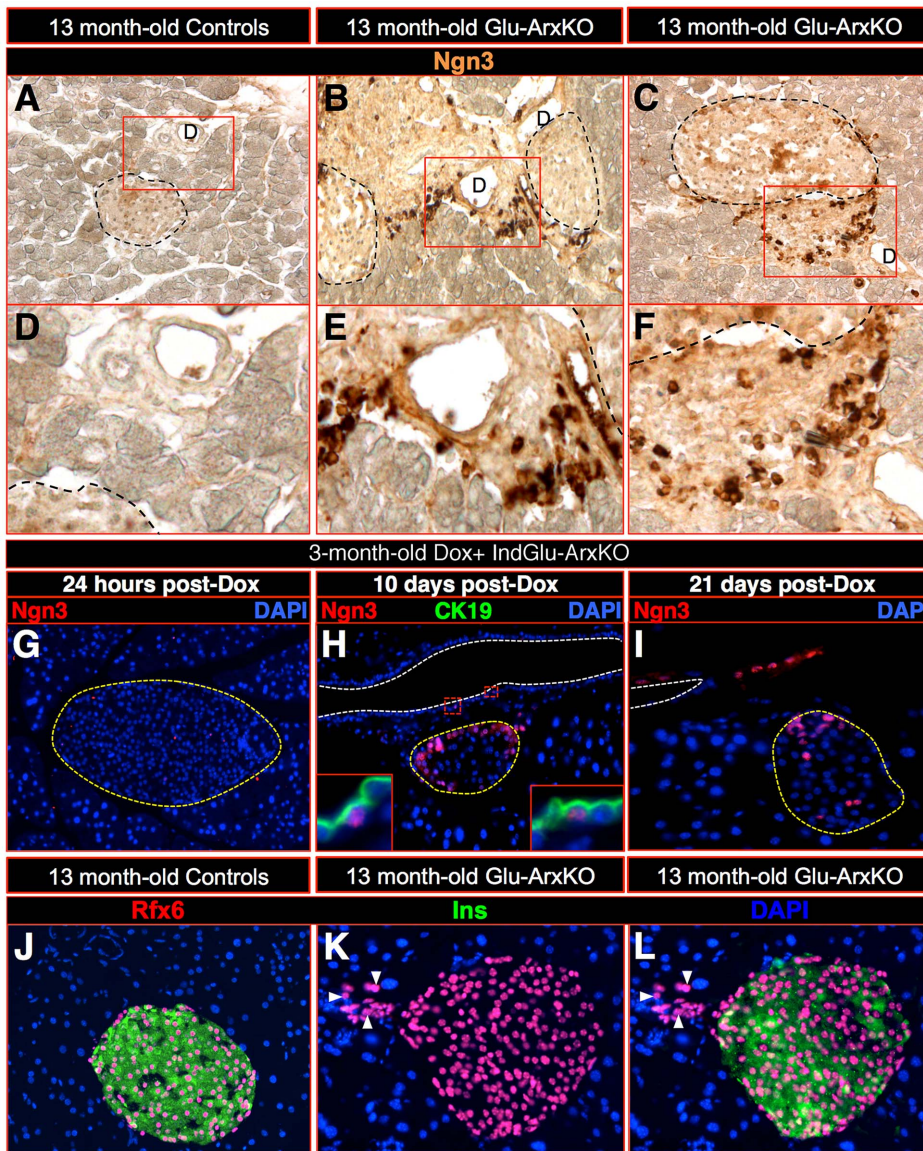 13 month-old Controls
13 month-old Glu-ArxKO
13 month-old Glu-ArxKO
Ngn3
A
D
B
D
D
C
D
D
E
F
3-month-old Dox+ IndGlu-ArxKO
24 hours post-Dox
10 days post-Dox
21 days post-Dox
Ngn3 DAPI
Ngn3 CK19 DAPI
Ngn3 DAPI
G
H
I
13 month-old Controls
13 month-old Glu-ArxKO
13 month-old Glu-ArxKO
Rfx6
Ins
DAPI
J
K
L